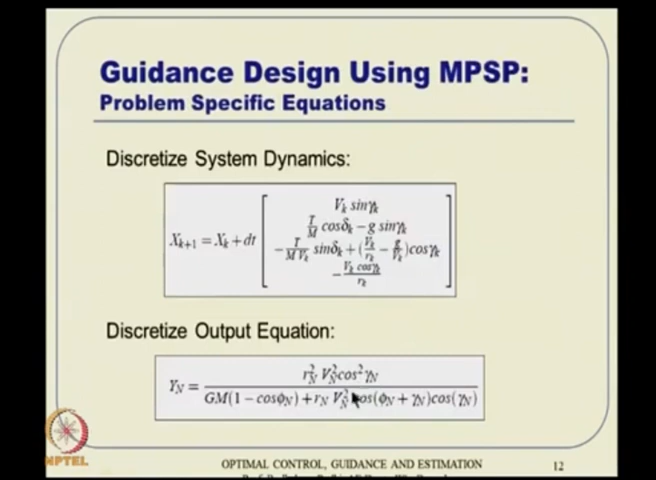 Guidance Design Using MPSP:
Problem Specific Equations
Discretize System Dynamics:
V_k sinγ_k
T/M cosδ_k − g sinγ_k
X_{k+1} = X_k + dt
−T/(M V_k) sinδ_k + (V_k/r_k − g/V_k)cosγ_k
−V_k cosγ_k/r_k
Discretize Output Equation:
Y_N = r_N^2 V_N^2 cos^2 γ_N / GM(1 − cosφ_N) + r_N V_N^2 cos(φ_N + γ_N)cos(γ_N)
NPTEL
OPTIMAL CONTROL, GUIDANCE AND ESTIMATION
12